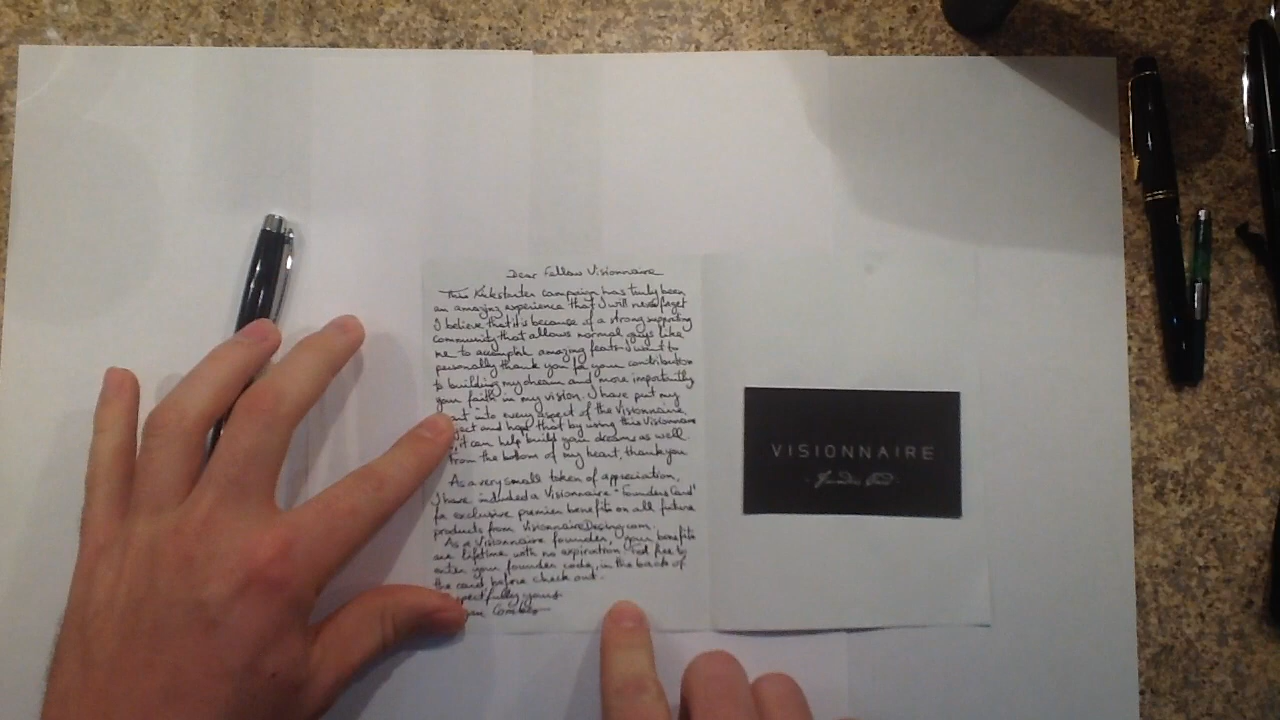 Dear Fellow Visionnaire
This Kickstarter campaign has truly been
an amazing experience that I will never forget
I believe that it is because of a strong supporting
community that allows normal guys like
me to accomplish amazing feats. I want to
personally thank you for your contribution
to building my dream and more importantly
your faith in my vision. I have put my
into every aspect of the Visionnaire
and hope that by using this Visionnaire
it can help build your dreams as well.
From the bottom of my heart, thank you
As a very small token of appreciation,
I have included a Visionnaire "Founders Card"
for exclusive premier benefits on all future
products from VisionnaireDesing.com.
As a Visionnaire founder, your benefits
are lifetime with no expiration. Feel free to
enter your founder code, in the back of
the card, before check out.
yours
VISIONNAIRE
Founders Card